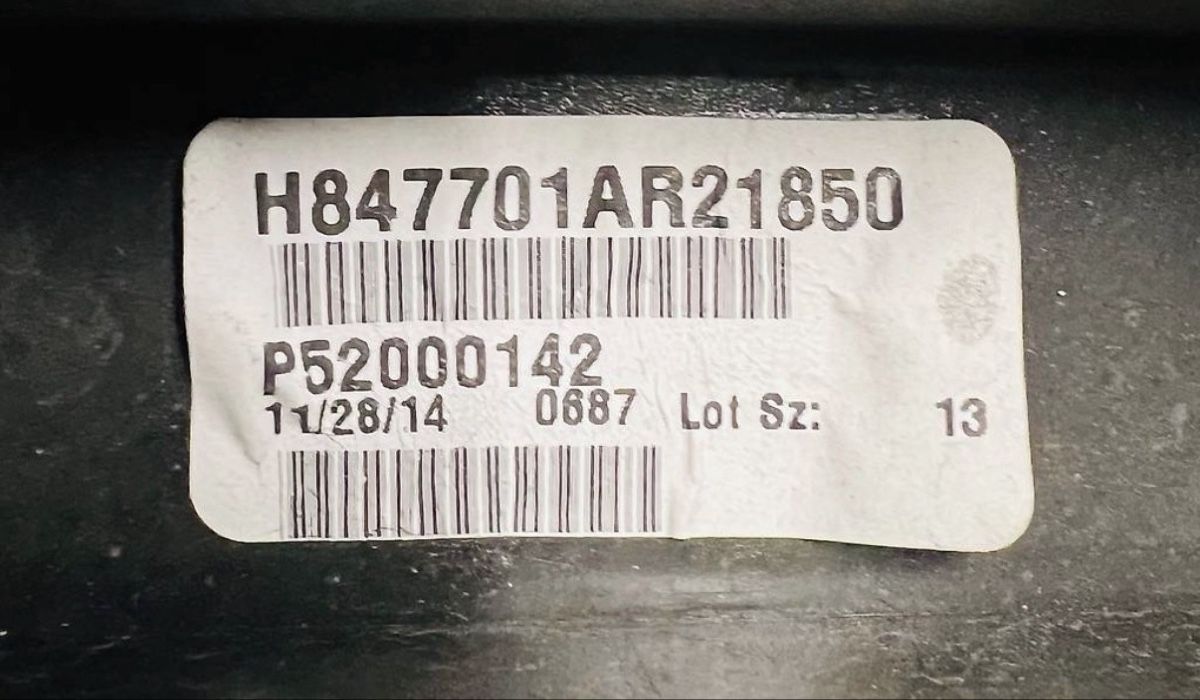 H847701AR21850
P52000142
11/28/14 0687 Lot Sz: 13